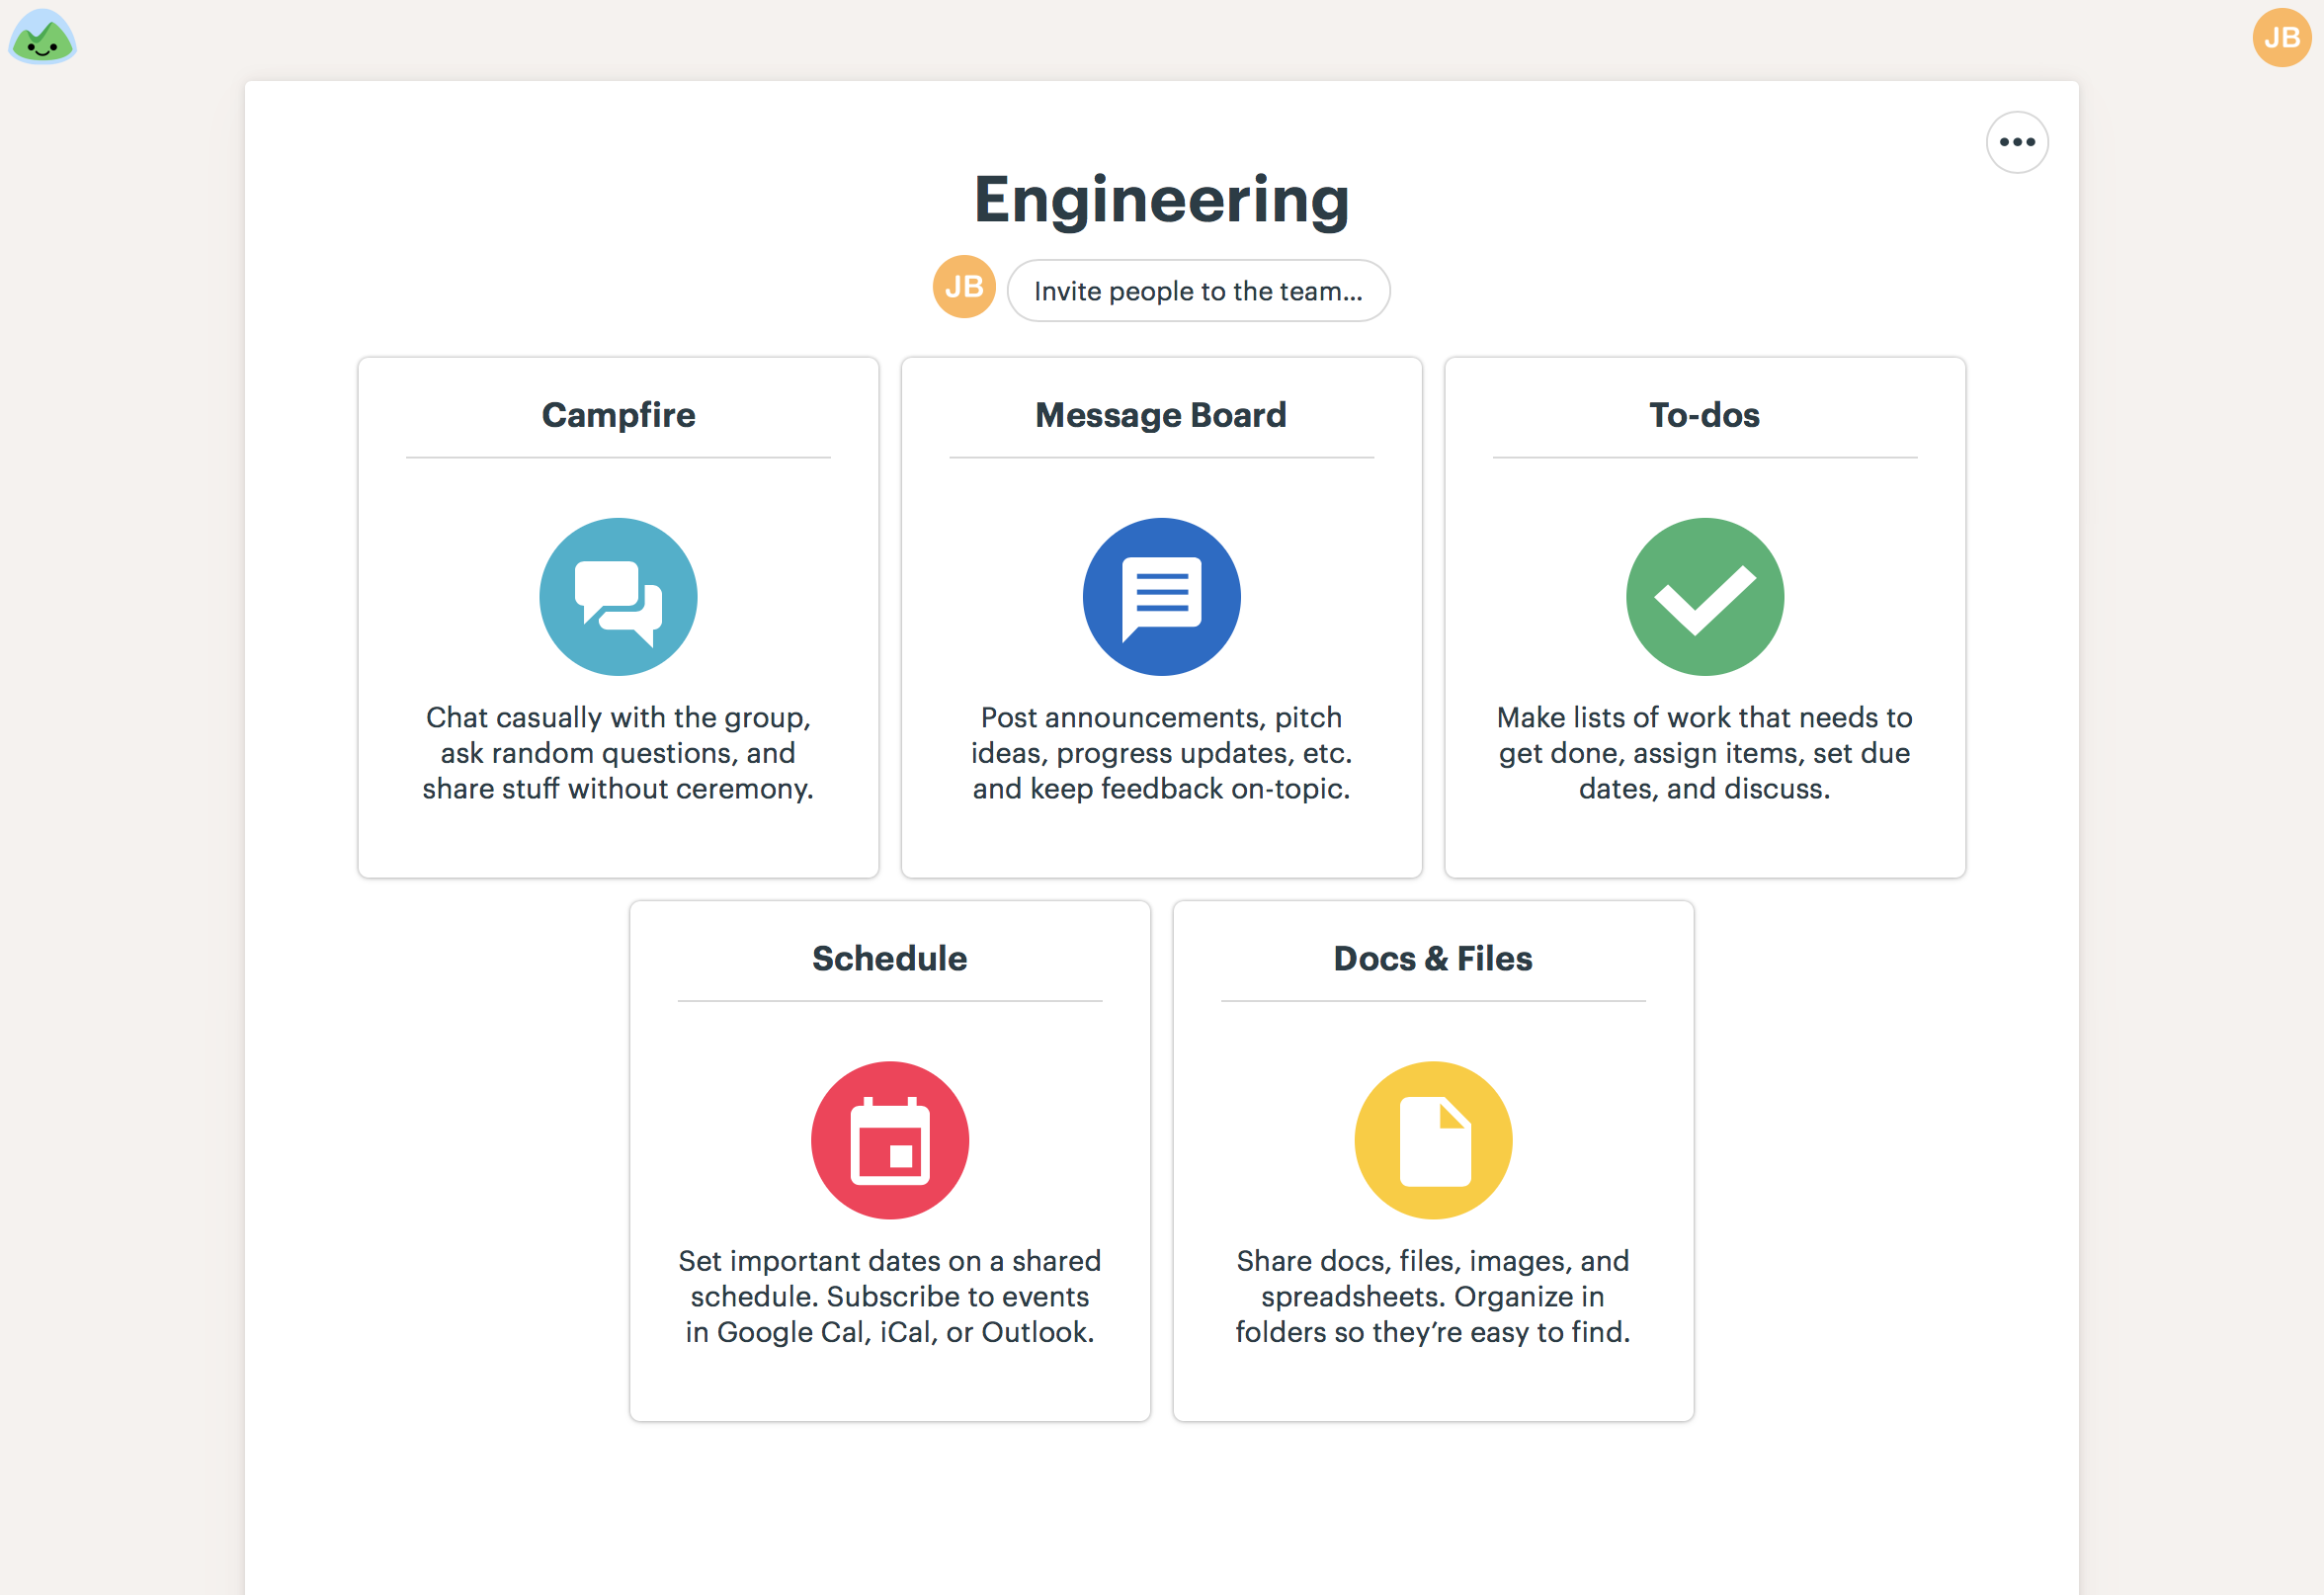 JB
Engineering
JB
Invite people to the team...
Campfire
Chat casually with the group,
ask random questions, and
share stuff without ceremony.
Message Board
Post announcements, pitch
ideas, progress updates, etc.
and keep feedback on-topic.
To-dos
Make lists of work that needs to
get done, assign items, set due
dates, and discuss.
Schedule
Set important dates on a shared
schedule. Subscribe to events
in Google Cal, iCal, or Outlook.
Docs & Files
Share docs, files, images, and
spreadsheets. Organize in
folders so they’re easy to find.